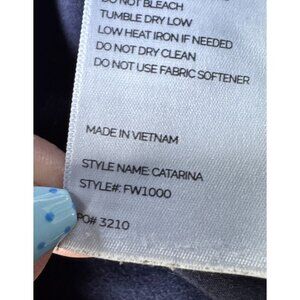 DO NOT BLEACH
TUMBLE DRY LOW
LOW HEAT IRON IF NEEDED
DO NOT DRY CLEAN
DO NOT USE FABRIC SOFTENER
MADE IN VIETNAM
STYLE NAME: CATARINA
STYLE#: FW1000
PO# 3210